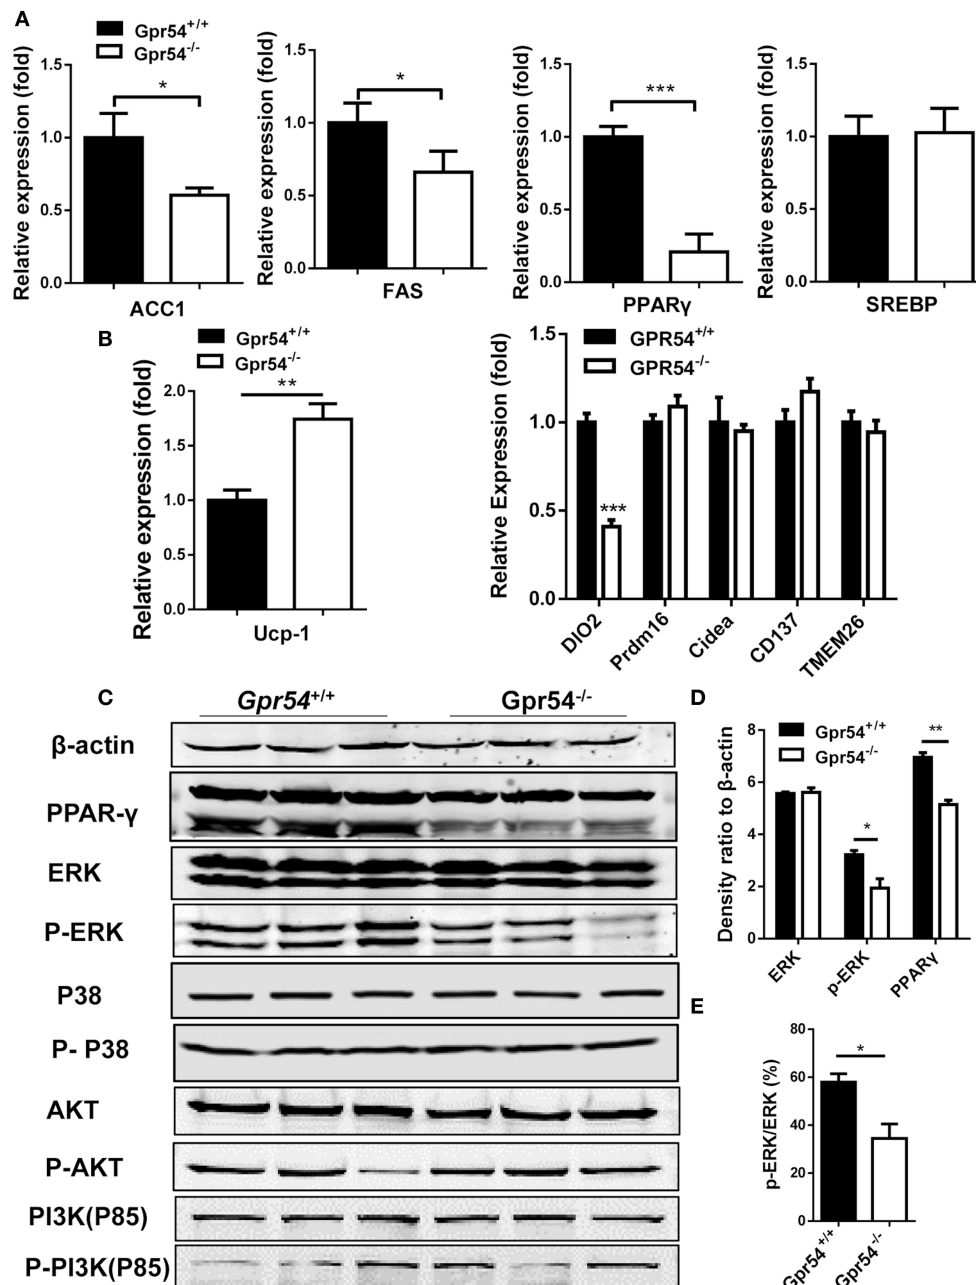 A
Gpr54+/+
Gpr54-/-
Relative expression (fold)
1.5
1.0
0.5
0.0
*
ACC1
Relative expression (fold)
1.5
1.0
0.5
0.0
*
FAS
Relative expression (fold)
1.5
1.0
0.5
0.0
***
PPARγ
Relative expression (fold)
1.5
1.0
0.5
0.0
SREBP
B
Gpr54+/+
Gpr54-/-
Relative expression (fold)
2.0
1.5
1.0
0.5
0.0
**
Ucp-1
GPR54+/+
GPR54-/-
Relative Expression (fold)
1.5
1.0
0.5
0.0
***
DIO2
Prdm16
Cidea
CD137
TMEM26
C
Gpr54+/+
Gpr54-/-
β-actin
PPAR-γ
ERK
P-ERK
P38
P- P38
AKT
P-AKT
PI3K(P85)
P-PI3K(P85)
D
Gpr54+/+
Gpr54-/-
Density ratio to β-actin
8
6
4
2
0
*
**
ERK
p-ERK
PPARγ
E
p-ERK/ERK (%)
80
60
40
20
0
*
Gpr54+/+
Gpr54-/-